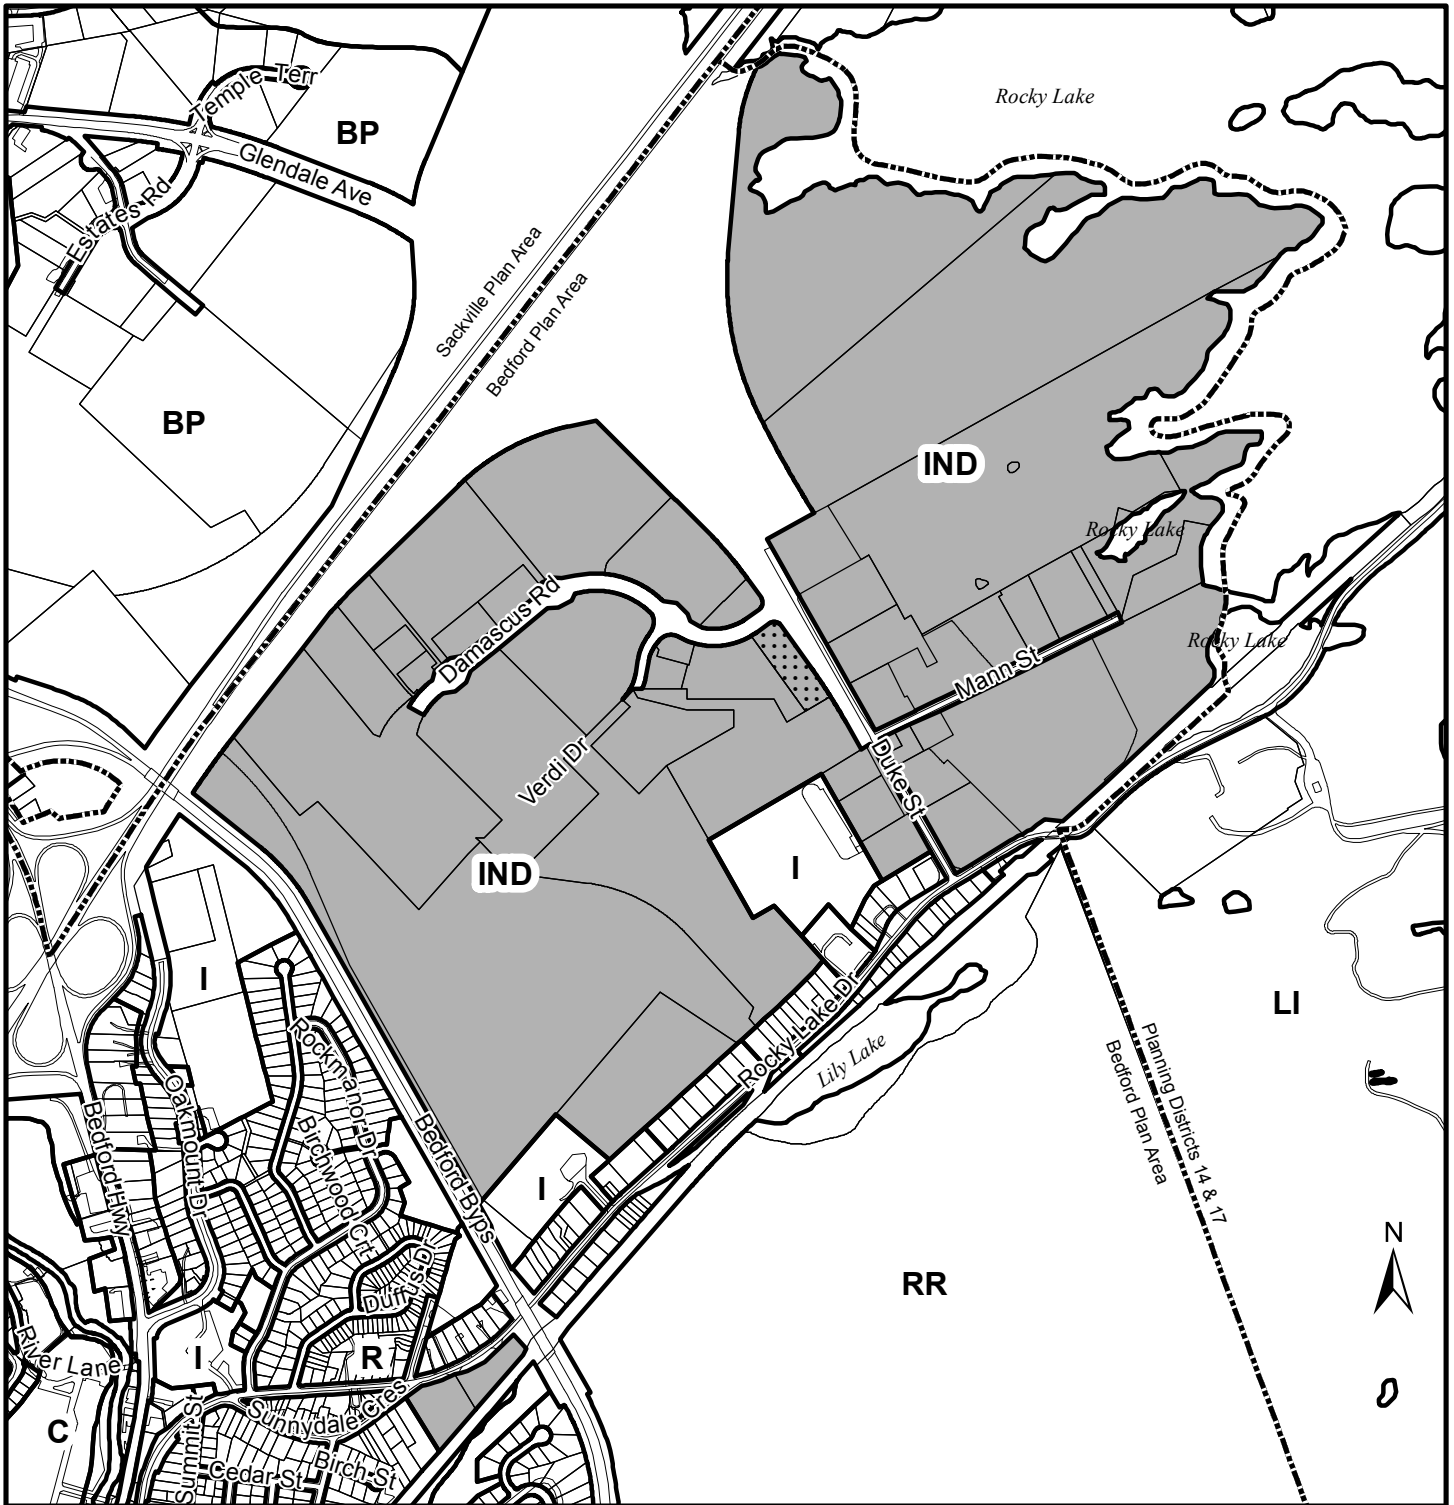 Temple Terr
BP
Rocky Lake
Glendale Ave
Estates Rd
Sackville Plan Area
Bedford Plan Area
BP
IND
Rocky Lake
Damascus Rd
Rocky Lake
Mann St
Verdi Dr
Duke St
IND
I
I
LI
Rocky Lake Dr
Lily Lake
Rockmanor Dr
Planning Districts 14 & 17
Bedford Plan Area
Oakmount Dr
Bedford Hwy
Birchwood Crt
Bedford Byps
I
N
RR
Duffus Dr
River Lane
I
R
C
Summit St
Sunnydale Cres
Birch St
Cedar St